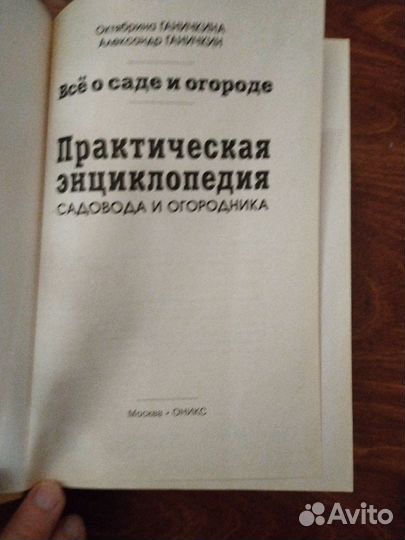 Октябрина ГАНИЧКИНА
Александр ГАНИЧКИН
Всё о саде и огороде
Практическая
энциклопедия
САДОВОДА И ОГОРОДНИКА
Москва • ОНИКС
Avito